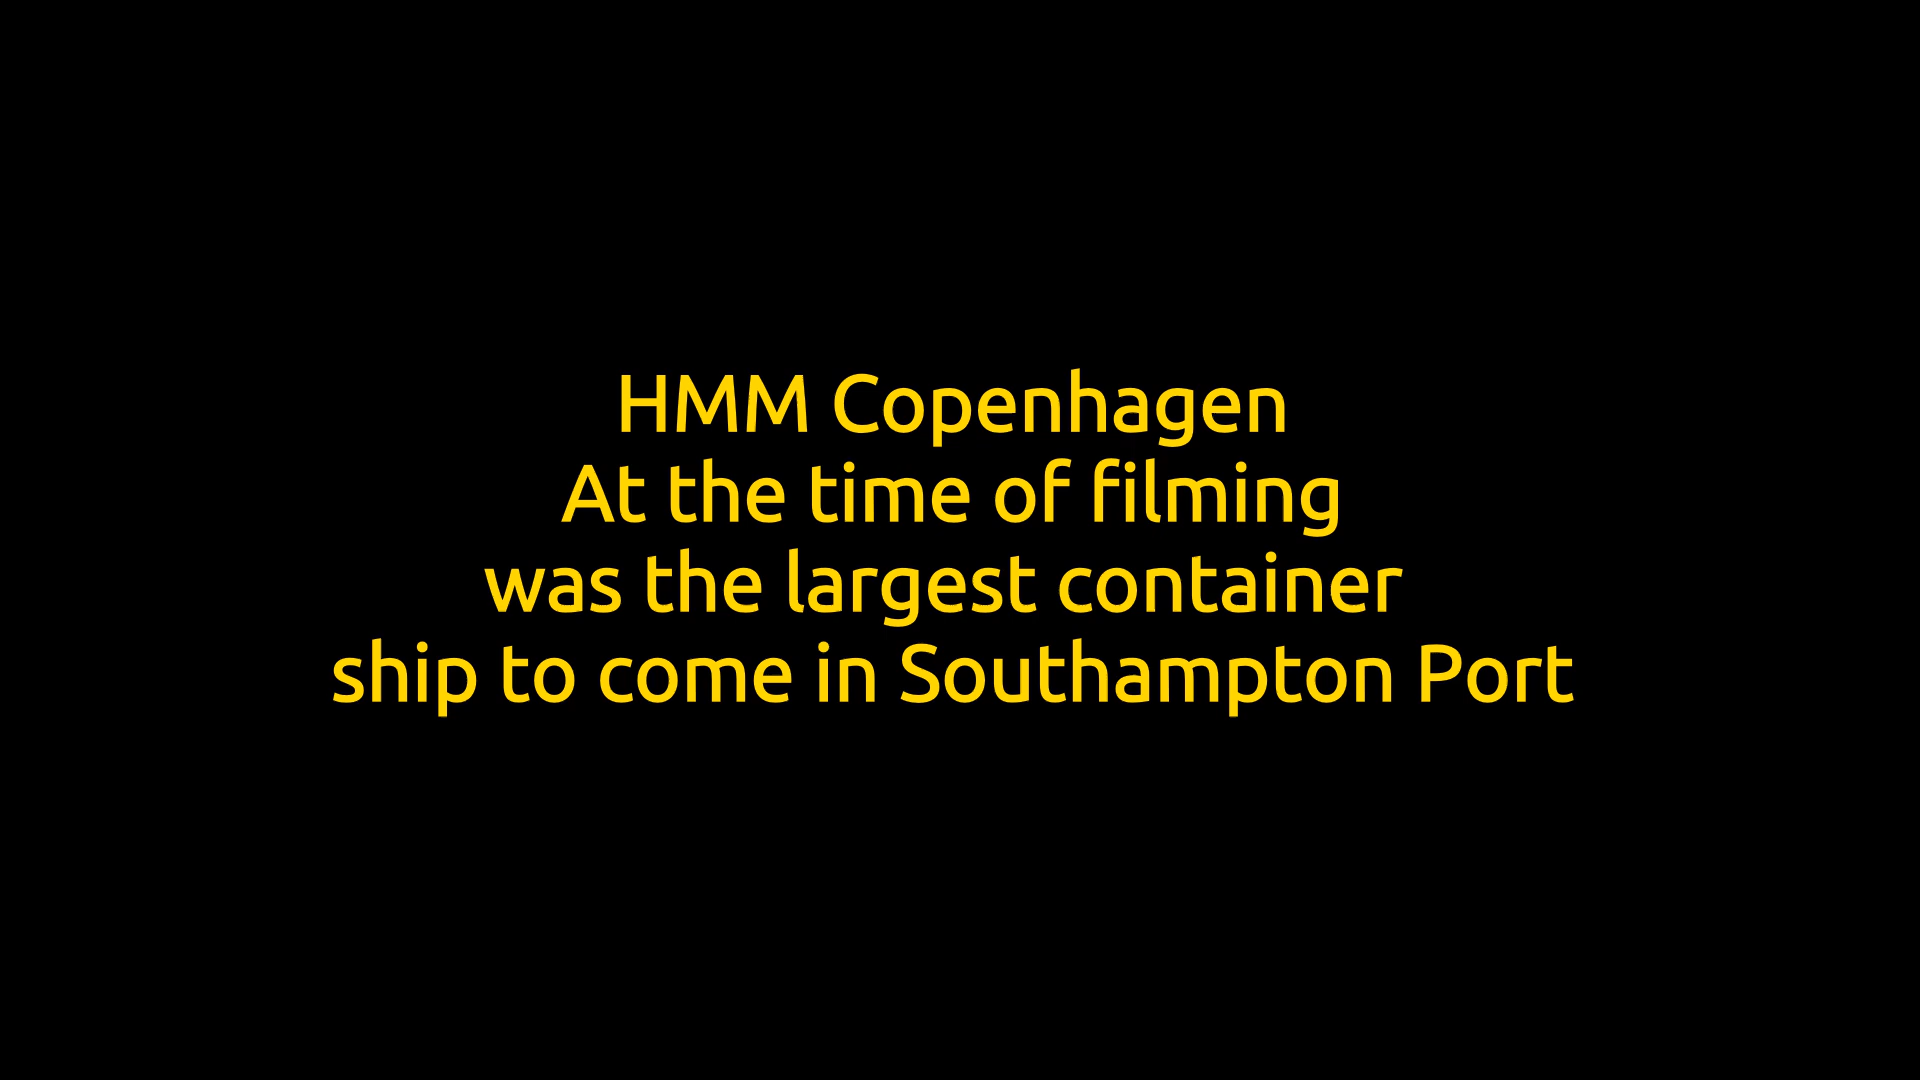 HMM Copenhagen
At the time of filming
was the largest container
ship to come in Southampton Port